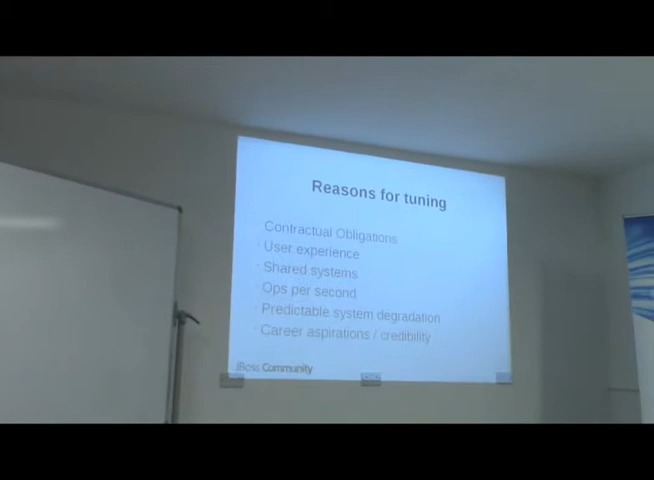 Reasons for tuning
Contractual Obligations
User experience
Shared systems
Ops per second
Predictable system degradation
Career aspirations / credibility
jBoss Community